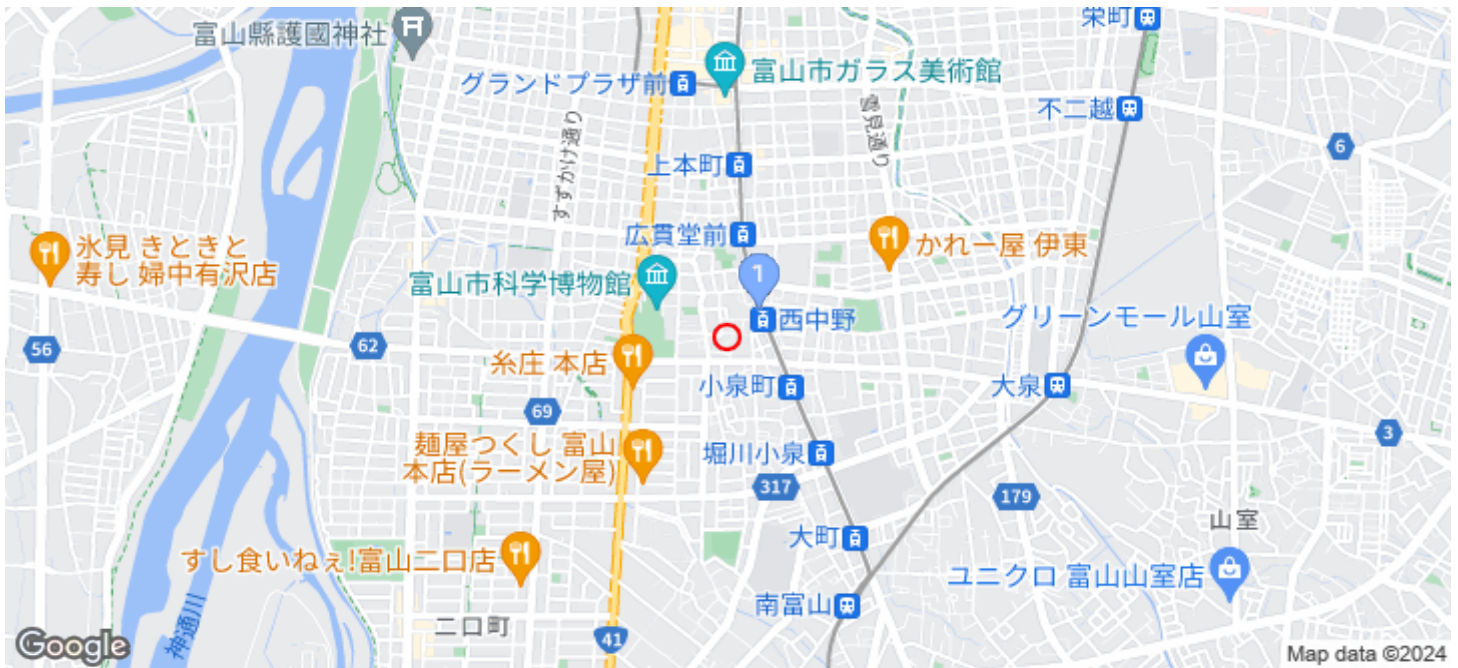 栄町
富山縣護國神社
グランドプラザ前
富山市ガラス美術館
不二越
すずかけ通り
雪見通り
6
上本町
広貫堂前
かれー屋 伊東
氷見 きときと
寿し 婦中有沢店
富山市科学博物館
1
西中野
グリーンモール山室
56
62
糸庄 本店
小泉町
大泉
69
3
麺屋つくし 富山
本店(ラーメン屋)
堀川小泉
317
179
山室
大町
すし食いねぇ!富山二口店
ユニクロ 富山山室店
南富山
二口町
41
神通川
Google
Map data ©2024